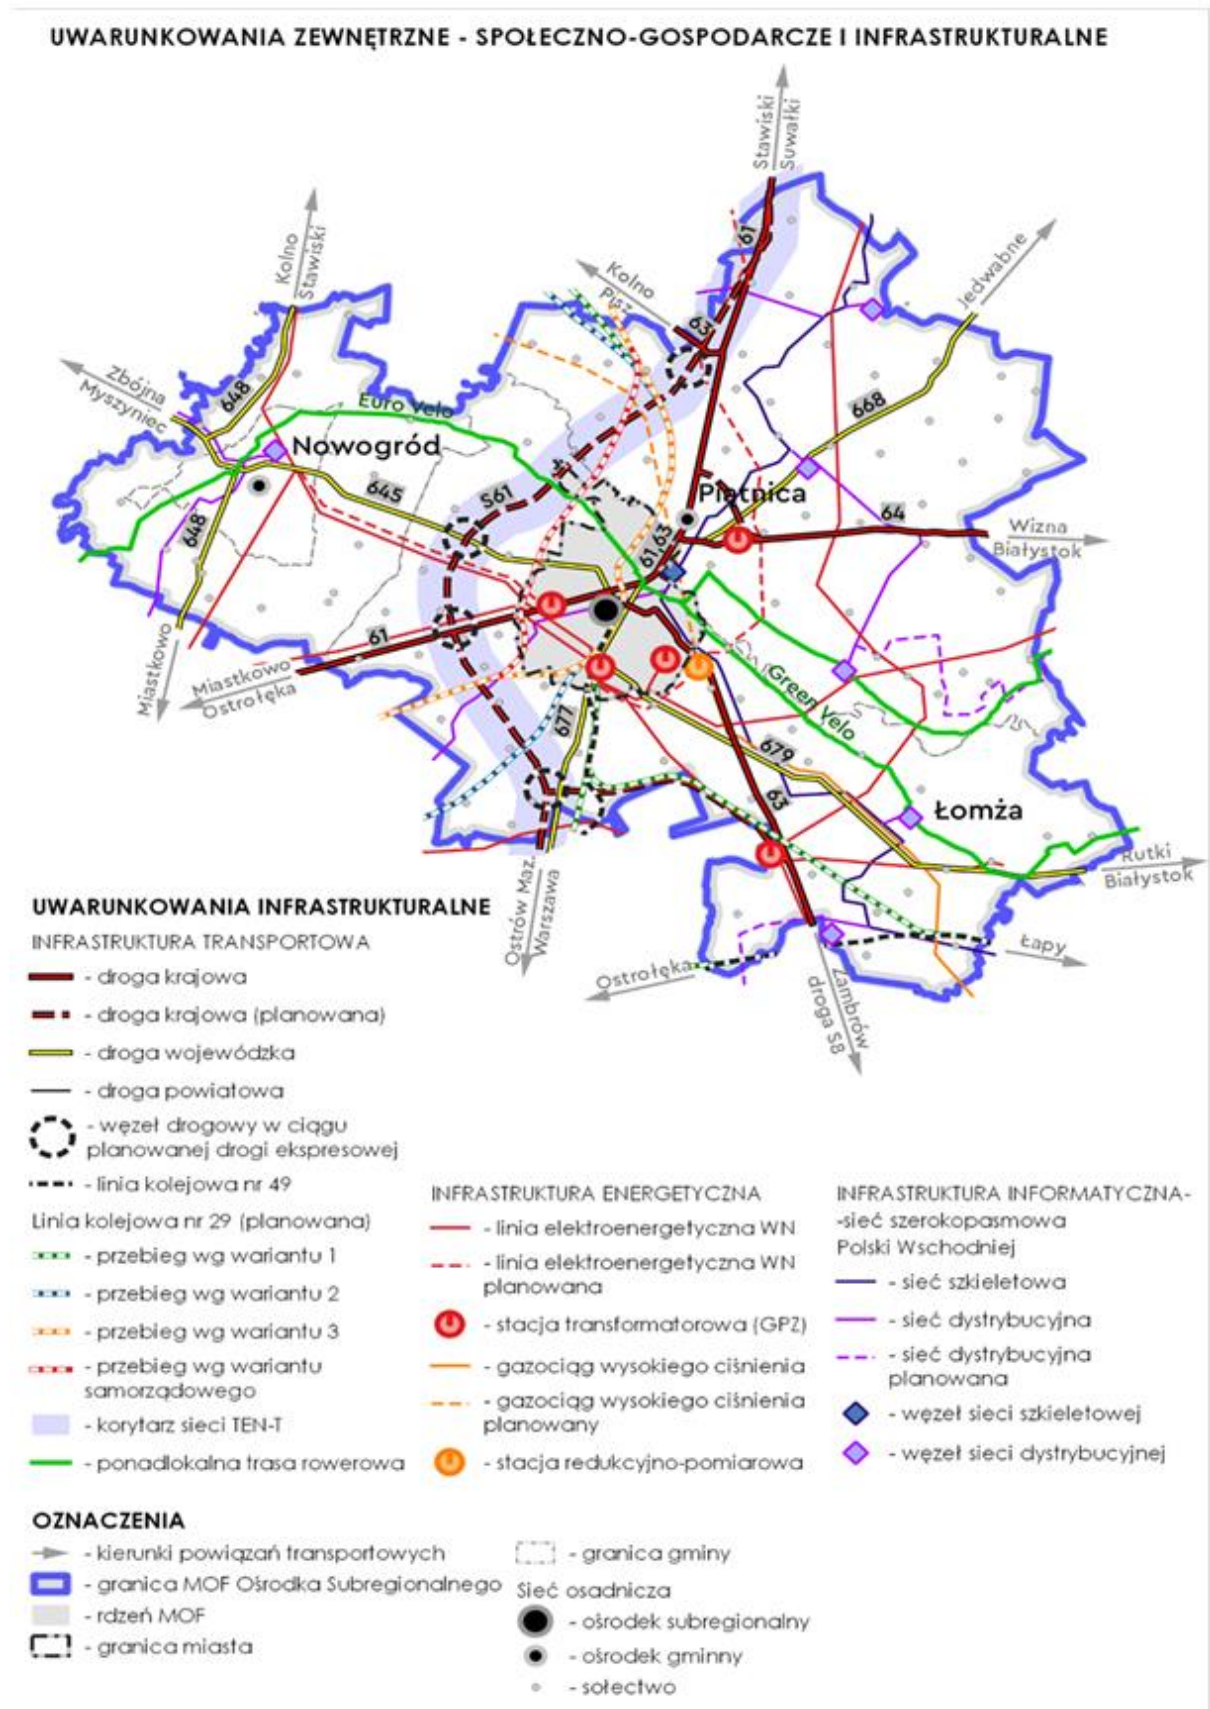 UWARUNKOWANIA ZEWNĘTRZNE - SPOŁECZNO-GOSPODARCZE I INFRASTRUKTURALNE
Stawiski
Suwałki
61
Kolno
Stawiski
Kolno
Pisz
63
Jedwabne
Zbójna
Myszyniec
648
Euro Velo
668
Nowogród
645
S61
Piątnica
64
Wizna
Białystok
648
61,63
61
Miastkowo
Miastkowo
Ostrołęka
677
Green Velo
679
63
Łomża
Rutki
Białystok
Ostrów Maz.
Warszawa
Ostrołęka
Łapy
Zambrów
droga S8
UWARUNKOWANIA INFRASTRUKTURALNE
INFRASTRUKTURA TRANSPORTOWA
- droga krajowa
- droga krajowa (planowana)
- droga wojewódzka
- droga powiatowa
- węzeł drogowy w ciągu
planowanej drogi ekspresowej
- linia kolejowa nr 49
Linia kolejowa nr 29 (planowana)
- przebieg wg wariantu 1
- przebieg wg wariantu 2
- przebieg wg wariantu 3
- przebieg wg wariantu
samorządowego
- korytarz sieci TEN-T
- ponadlokalna trasa rowerowa
INFRASTRUKTURA ENERGETYCZNA
- linia elektroenergetyczna WN
- linia elektroenergetyczna WN
planowana
- stacja transformatorowa (GPZ)
- gazociąg wysokiego ciśnienia
- gazociąg wysokiego ciśnienia
planowany
- stacja redukcyjno-pomiarowa
INFRASTRUKTURA INFORMATYCZNA-
-sieć szerokopasmowa
Polski Wschodniej
- sieć szkieletowa
- sieć dystrybucyjna
- sieć dystrybucyjna
planowana
- węzeł sieci szkieletowej
- węzeł sieci dystrybucyjnej
OZNACZENIA
- kierunki powiązań transportowych
- granica MOF Ośrodka Subregionalnego
- rdzeń MOF
- granica miasta
- granica gminy
Sieć osadnicza
- ośrodek subregionalny
- ośrodek gminny
- sołectwo